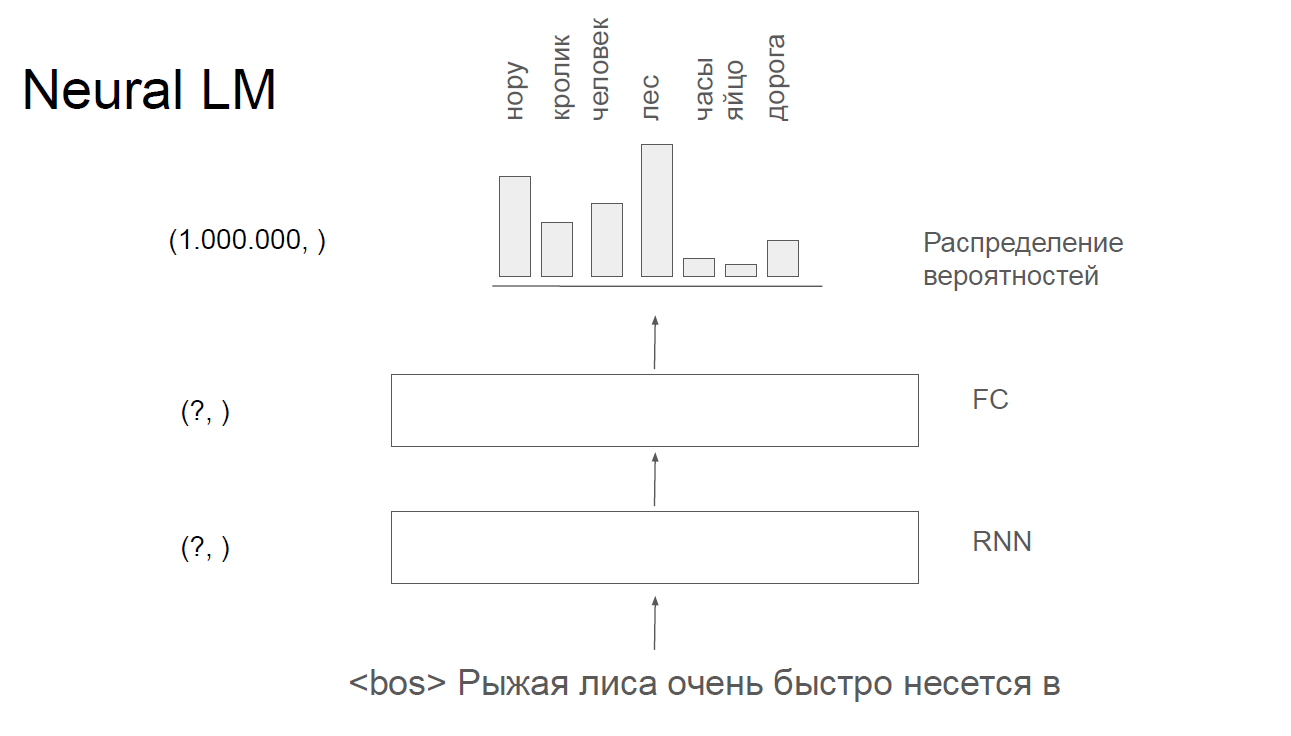 Neural LM
нору
кролик
человек
лес
часы
яйцо
дорога
(1.000.000, )
Распределение
вероятностей
(?, )
FC
(?, )
RNN
<bos> Рыжая лиса очень быстро несется в